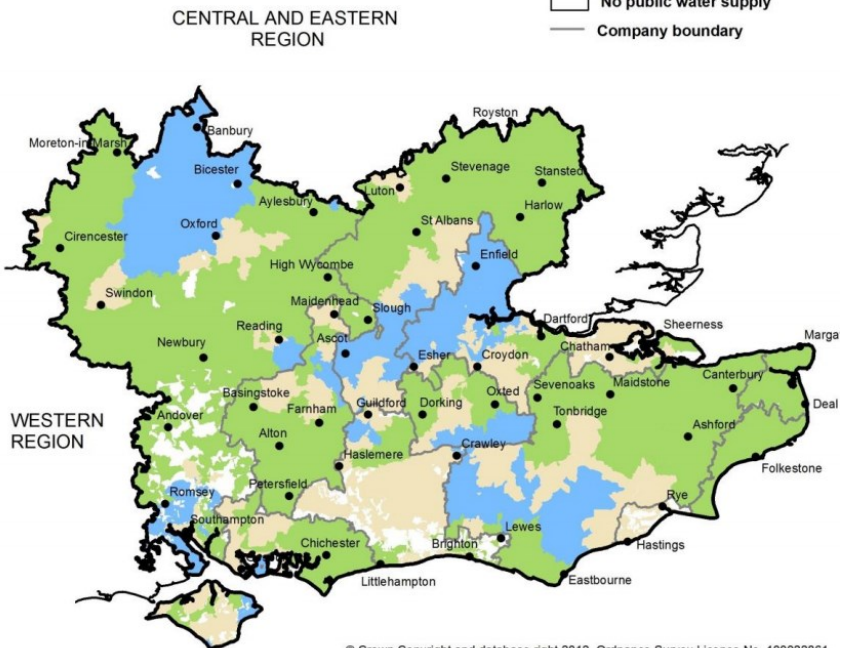 No public water supply
CENTRAL AND EASTERN
REGION
Company boundary
Royston
Banbury
Moreton-in-Marsh
Stevenage
Stansted
Bicester
Luton
Aylesbury
Harlow
St Albans
Oxford
Cirencester
Enfield
High Wycombe
Swindon
Maidenhead
Slough
Dartford
Sheerness
Reading
Margat
Newbury
Ascot
Chatham
Esher
Croydon
Canterbury
Basingstoke
Sevenoaks
Maidstone
Oxted
Deal
Guildford
Dorking
Farnham
WESTERN
REGION
Andover
Tonbridge
Ashford
Alton
Crawley
Haslemere
Folkestone
Petersfield
Romsey
Rye
Southampton
Lewes
Chichester
Brighton
Hastings
Littlehampton
Eastbourne